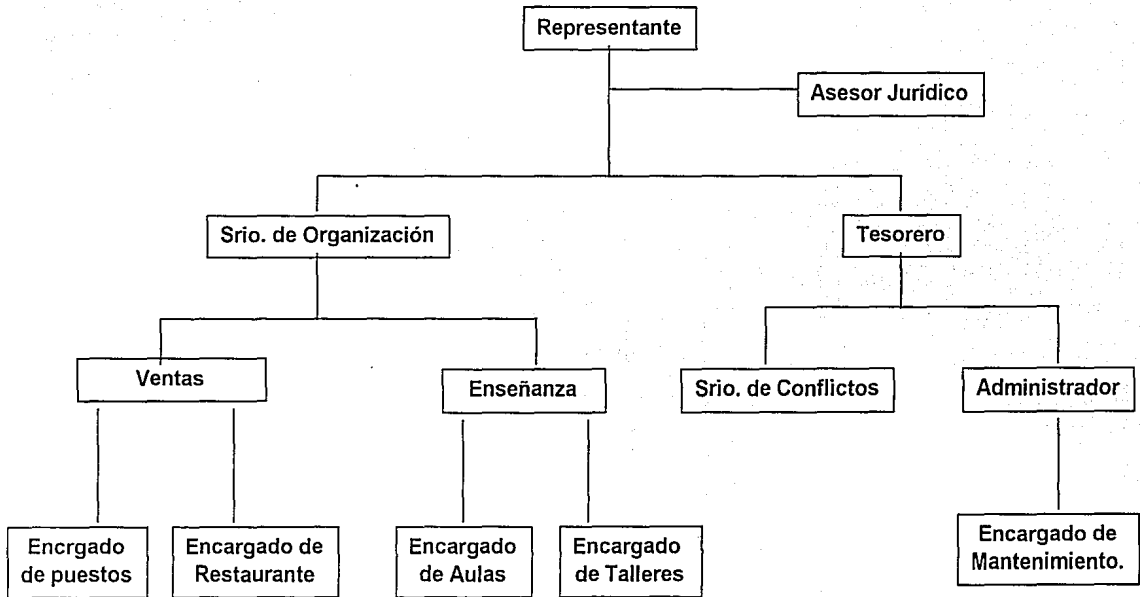 Representante
Asesor Jurídico
Srio. de Organización
Tesorero
Ventas
Enseñanza
Srio. de Conflictos
Administrador
Encrgado
de puestos
Encargado de
Restaurante
Encargado
de Aulas
Encargado
de Talleres
Encargado de
Mantenimiento.